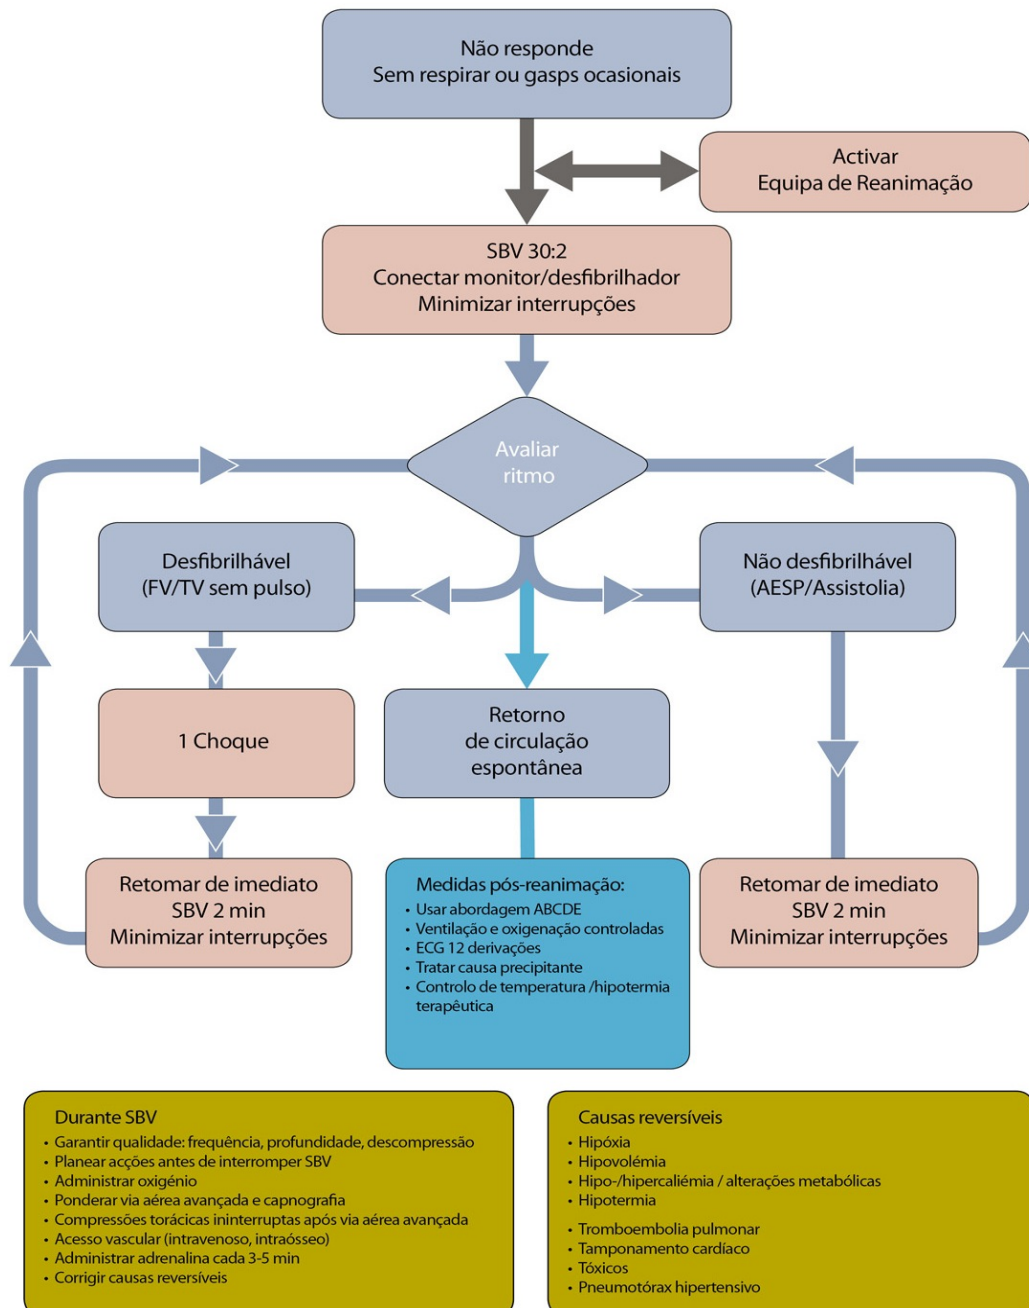 Não responde
Sem respirar ou gasps ocasionais
Activar
Equipa de Reanimação
SBV 30:2
Conectar monitor/desfibrilhador
Minimizar interrupções
Avaliar
ritmo
Desfibrilhável
(FV/TV sem pulso)
Não desfibrilhável
(AESP/Assistolia)
1 Choque
Retorno
de circulação
espontânea
Retomar de imediato
SBV 2 min
Minimizar interrupções
Medidas pós-reanimação:
• Usar abordagem ABCDE
• Ventilação e oxigenação controladas
• ECG 12 derivações
• Tratar causa precipitante
• Controlo de temperatura /hipotermia
terapêutica
Retomar de imediato
SBV 2 min
Minimizar interrupções
Durante SBV
• Garantir qualidade: frequência, profundidade, descompressão
• Planear acções antes de interromper SBV
• Administrar oxigénio
• Ponderar via aérea avançada e capnografia
• Compressões torácicas ininterruptas após via aérea avançada
• Acesso vascular (intravenoso, intraósseo)
• Administrar adrenalina cada 3-5 min
• Corrigir causas reversíveis
Causas reversíveis
• Hipóxia
• Hipovolémia
• Hipo-/hipercaliémia / alterações metabólicas
• Hipotermia
• Tromboembolia pulmonar
• Tamponamento cardíaco
• Tóxicos
• Pneumotórax hipertensivo